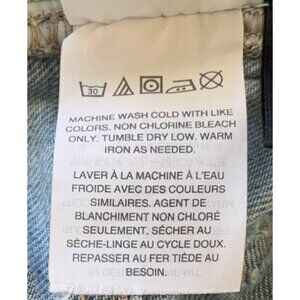 30
MACHINE WASH COLD WITH LIKE
COLORS. NON CHLORINE BLEACH
ONLY. TUMBLE DRY LOW. WARM
IRON AS NEEDED.
LAVER À LA MACHINE À L'EAU
FROIDE AVEC DES COULEURS
SIMILAIRES. AGENT DE
BLANCHIMENT NON CHLORÉ
SEULEMENT. SÉCHER AU
SÈCHE-LINGE AU CYCLE DOUX.
REPASSER AU FER TIÈDE AU
BESOIN.